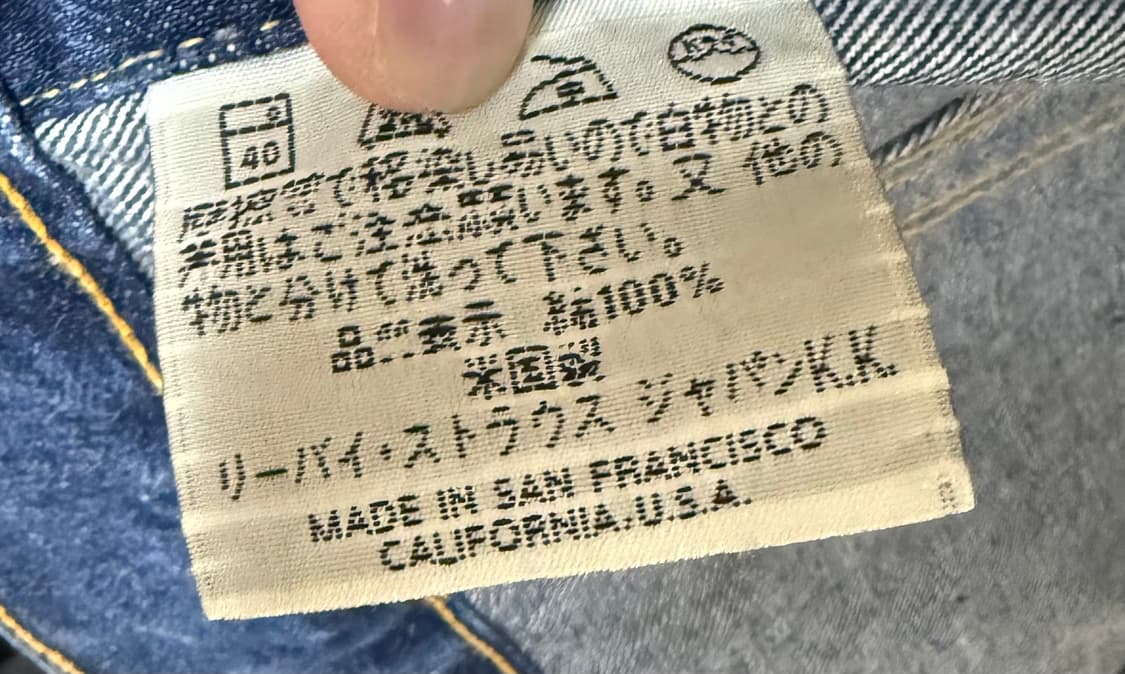 40
摩擦で移染し易いので白物との
着用はご注意願います。又 他の
物と分けて洗って下さい。
品質表示 綿100%
米国製
リーバイ・ストラウス ジャパンK.K
MADE IN SAN FRANCISCO
CALIFORNIA.U.S.A.